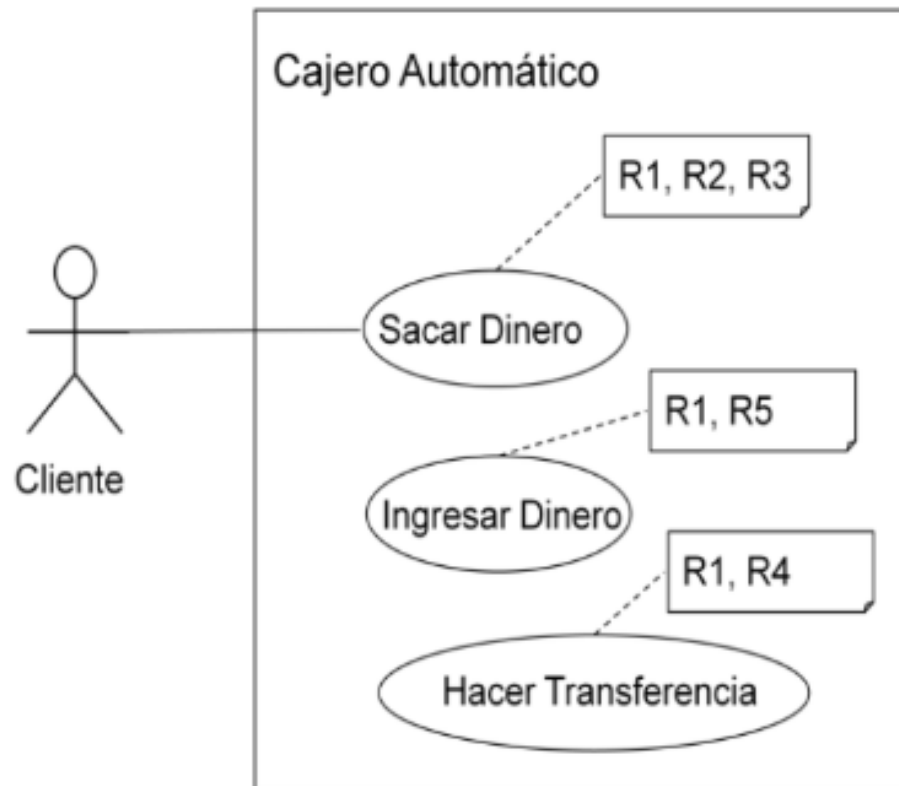 Cajero Automático
R1, R2, R3
Sacar Dinero
R1, R5
Ingresar Dinero
R1, R4
Hacer Transferencia
Cliente